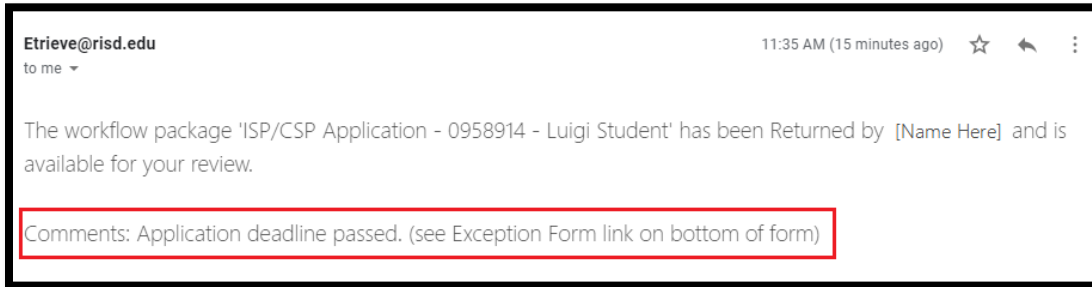 Etrieve@risd.edu
11:35 AM (15 minutes ago)
to me
The workflow package 'ISP/CSP Application - 0958914 - Luigi Student' has been Returned by [Name Here] and is
available for your review.
Comments: Application deadline passed. (see Exception Form link on bottom of form)